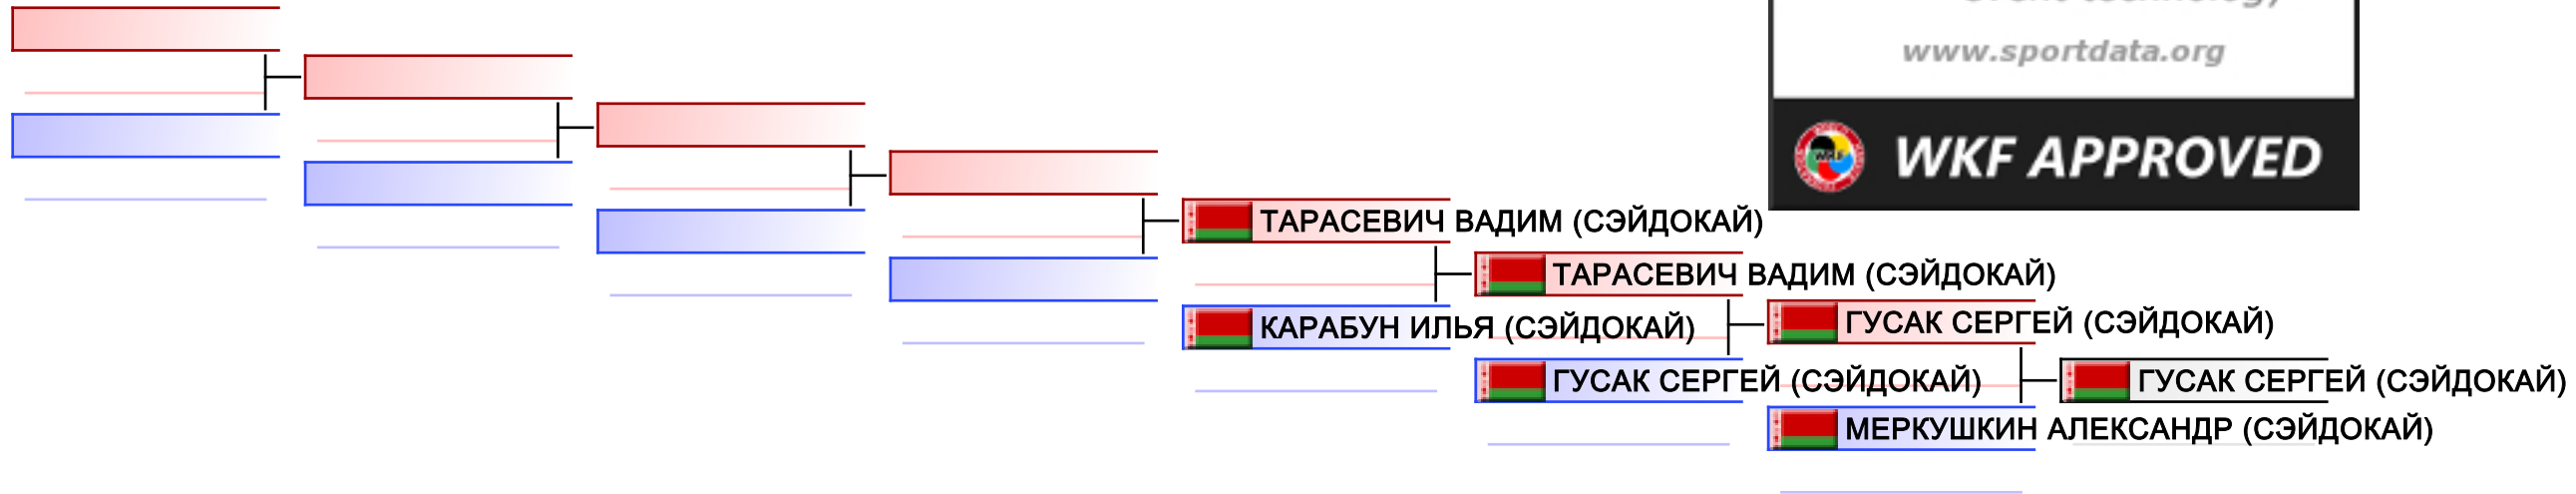 www.sportdata.org
WKF APPROVED
ТАРАСЕВИЧ ВАДИМ (СЭЙДОКАЙ)
ТАРАСЕВИЧ ВАДИМ (СЭЙДОКАЙ)
КАРАБУН ИЛЬЯ (СЭЙДОКАЙ)
ГУСАК СЕРГЕЙ (СЭЙДОКАЙ)
ГУСАК СЕРГЕЙ (СЭЙДОКАЙ)
ГУСАК СЕРГЕЙ (СЭЙДОКАЙ)
МЕРКУШКИН АЛЕКСАНДР (СЭЙДОКАЙ)